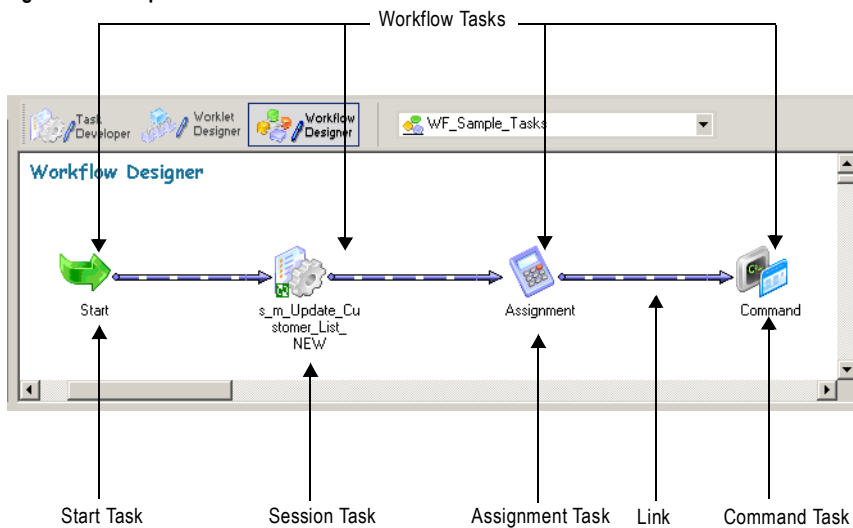 Workflow Tasks
Task
Developer
Worklet
Designer
Workflow
Designer
WF_Sample_Tasks
Workflow Designer
Start
s_m_Update_Cu
stomer_List_
NEW
Assignment
Command
Start Task
Session Task
Assignment Task
Link
Command Task